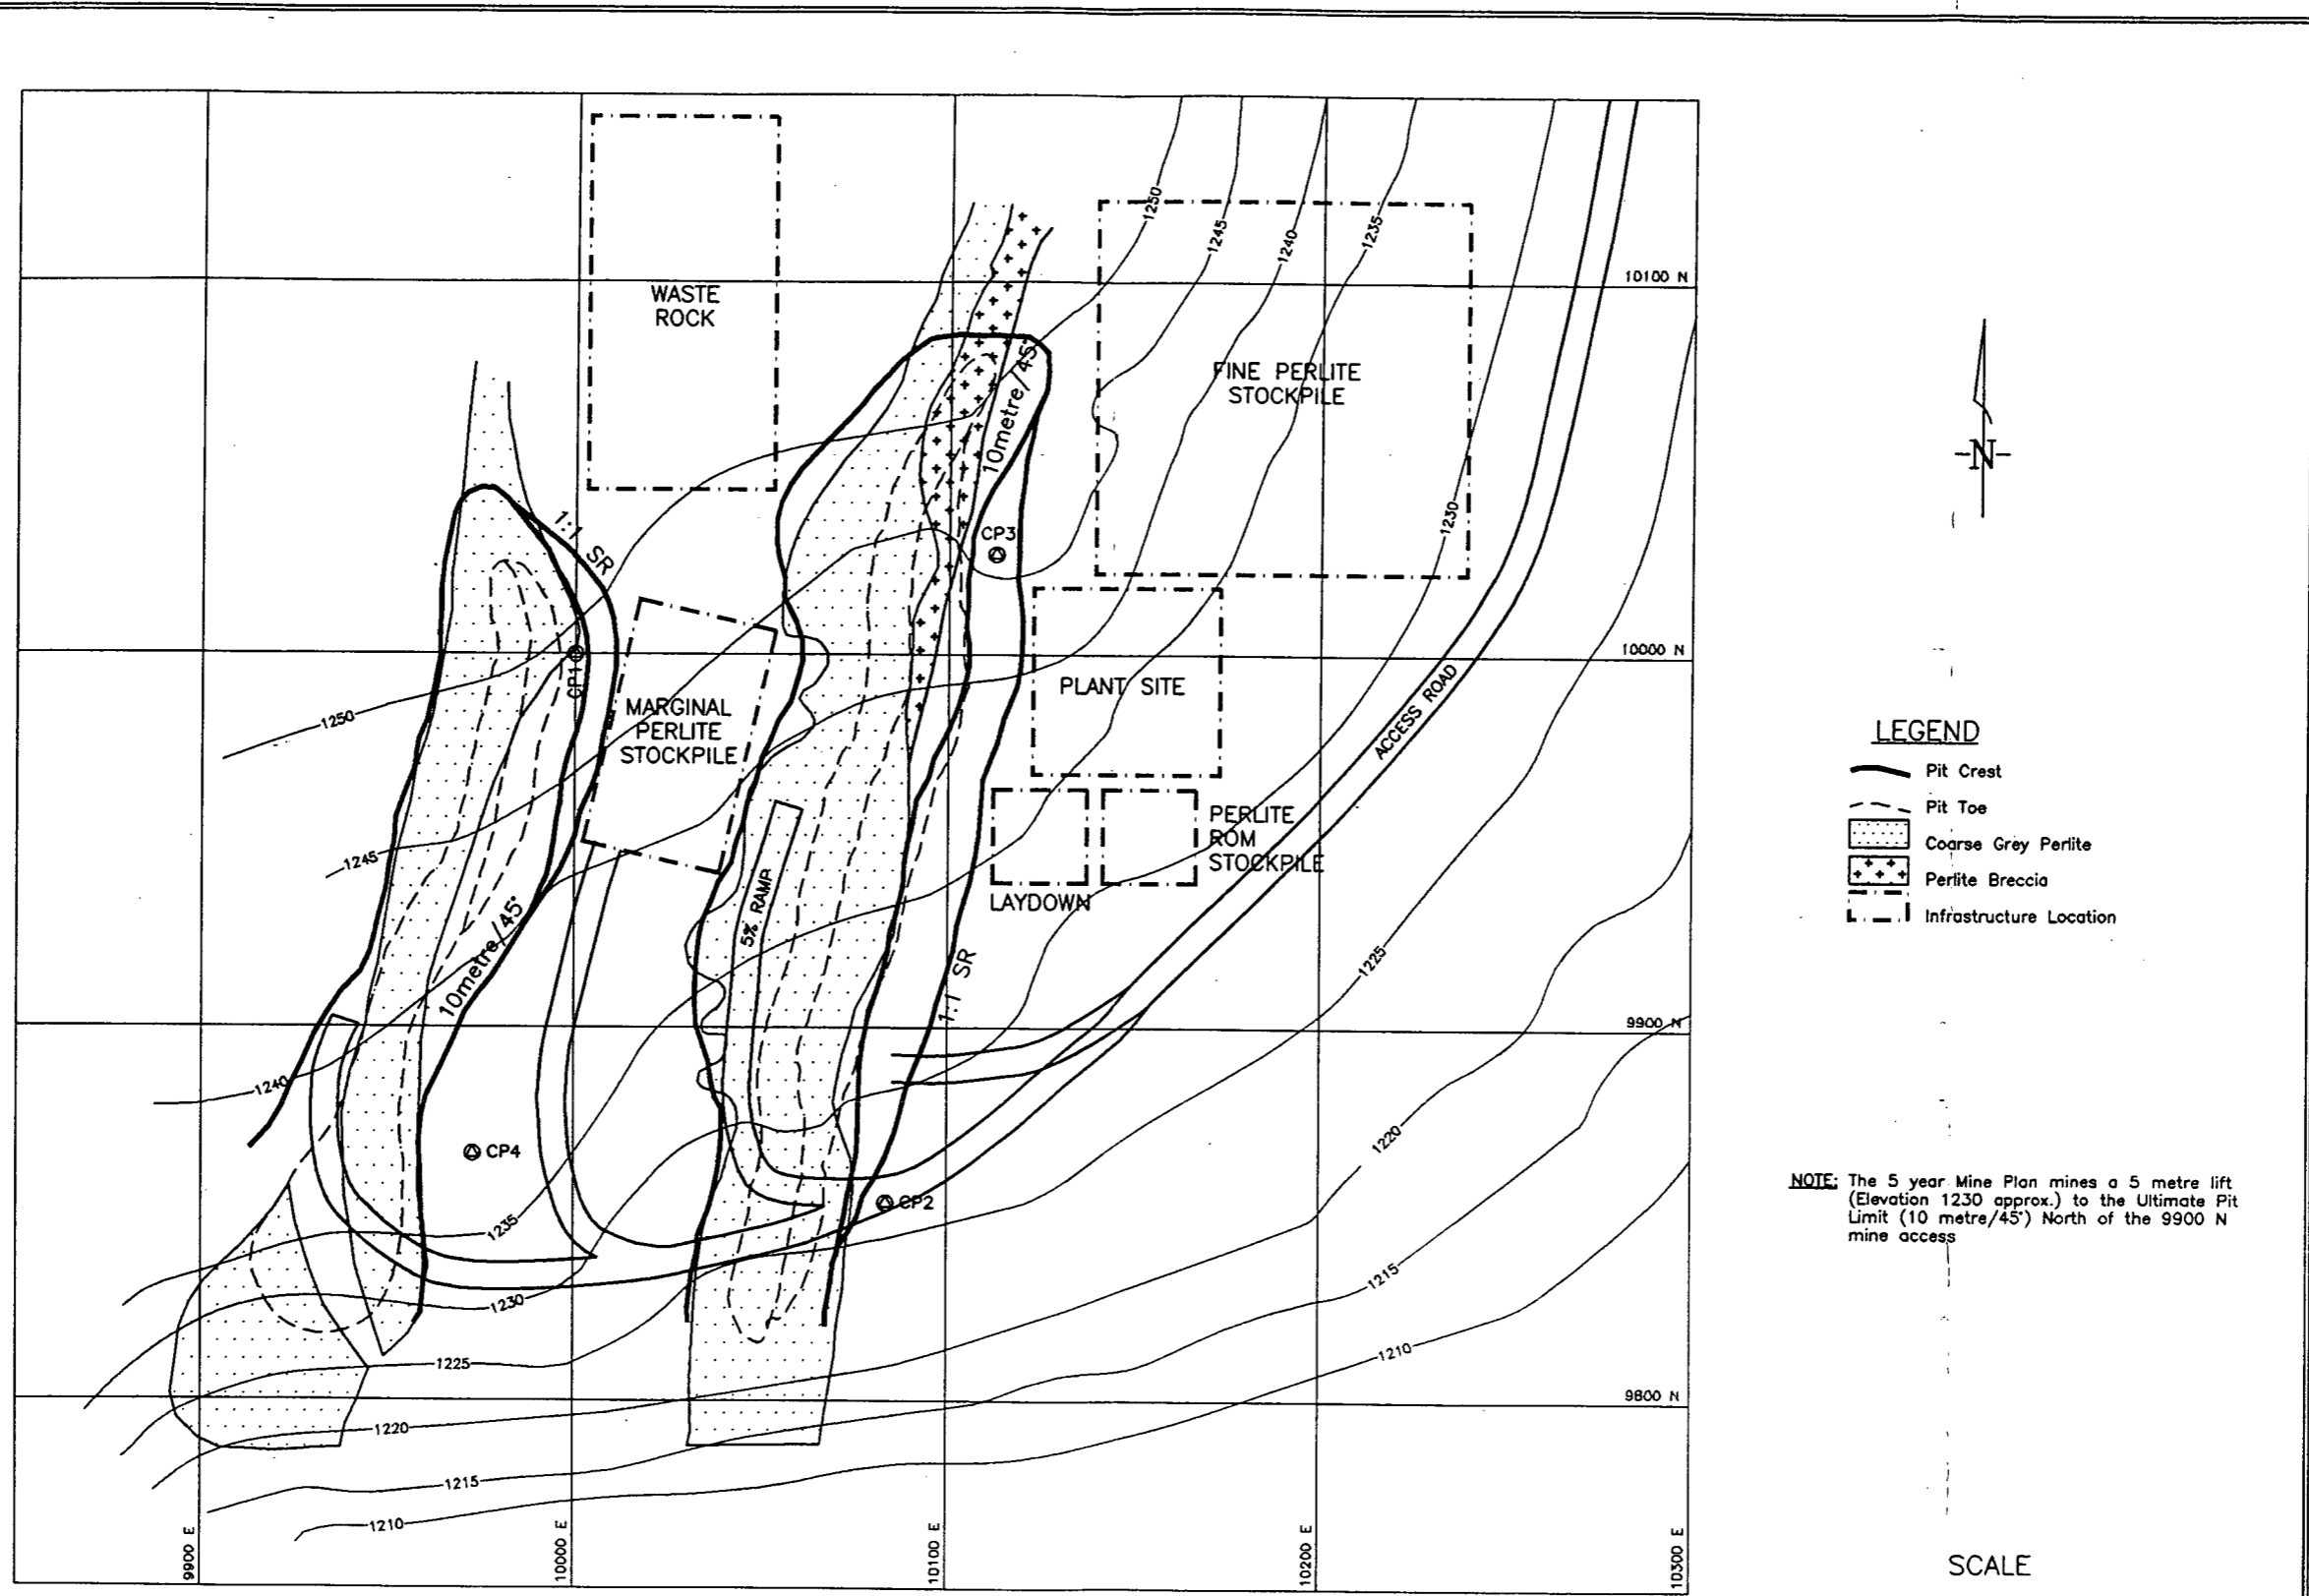 WASTE
ROCK
1250
1245
1240
1235
10100 N
FINE PERLITE
STOCKPILE
10metre/45°
1:1 SR
CP3
1230
10000 N
CP1
PLANT SITE
MARGINAL
PERLITE
STOCKPILE
1250
ACCESS ROAD
1245
5% RAMP
PERLITE
ROM
STOCKPILE
LAYDOWN
10metre/45°
1:1 SR
1225
9900 N
1240
CP4
CP2
1220
1235
1230
1215
1225
1210
9800 N
1220
1215
1210
9900 E
10000 E
10100 E
10200 E
10300 E
-N-
LEGEND
Pit Crest
Pit Toe
Coarse Grey Perlite
Perlite Breccia
Infrastructure Location
NOTE: The 5 year Mine Plan mines a 5 metre lift
(Elevation 1230 approx.) to the Ultimate Pit
Limit (10 metre/45°) North of the 9900 N
mine access
SCALE